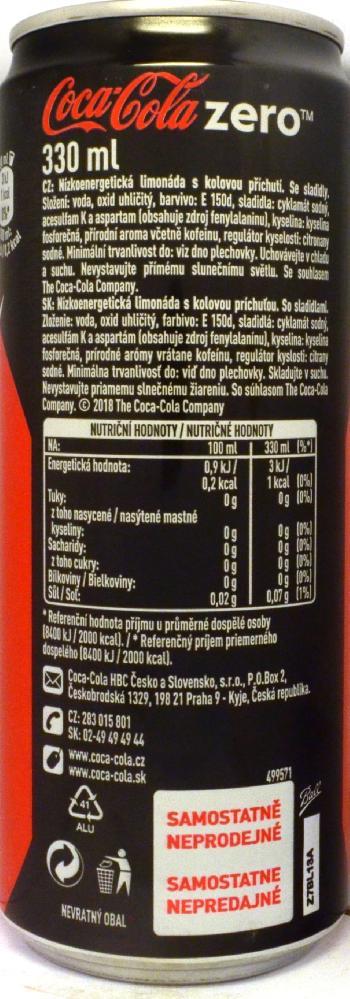 Coca-Cola zero™
330 ml
CZ: Nízkoenergetická limonáda s kolovou příchutí. Se sladidly.
Složení: voda, oxid uhličitý, barvivo: E 150d, sladidla: cyklamát sodný,
acesulfam K a aspartam (obsahuje zdroj fenylalaninu), kyselina: kyselina
fosforečná, přírodní aroma včetně kofeinu, regulátor kyselosti: citronany
sodné. Minimální trvanlivost do: viz dno plechovky. Uchovávejte v chladu
a suchu. Nevystavujte přímému slunečnímu světlu. Se souhlasem
The Coca-Cola Company.
SK: Nízkoenergetická limonáda s kolovou príchuťou. So sladidlami.
Zloženie: voda, oxid uhličitý, farbivo: E 150d, sladidlá: cyklamát sodný,
acesulfám K a aspartám (obsahuje zdroj fenylalanínu), kyselina: kyselina
fosforečná, prírodné arómy vrátane kofeínu, regulátor kyslosti: citrany
sodné. Minimálna trvanlivosť do: viď dno plechovky. Skladujte v suchu.
Nevystavujte priamemu slnečnému žiareniu. So súhlasom The Coca-Cola
Company. © 2018 The Coca-Cola Company
NUTRIČNÍ HODNOTY / NUTRIČNÉ HODNOTY
NA: 100 ml 330 ml (%*)
Energetická hodnota: 0,9 kJ / 3 kJ /
0,2 kcal 1 kcal (0%)
Tuky: 0 g 0 g (0%)
z toho nasycené / nasýtené mastné
kyseliny: 0 g 0 g (0%)
Sacharidy: 0 g 0 g (0%)
z toho cukry: 0 g 0 g (0%)
Bílkoviny / Bielkoviny: 0 g 0 g (0%)
Sůl / Soľ: 0,02 g 0,07 g (1%)
* Referenční hodnota příjmu u průměrné dospělé osoby
(8400 kJ / 2000 kcal). / * Referenčný príjem priemerného
dospelého (8400 kJ / 2000 kcal).
Coca-Cola HBC Česko a Slovensko, s.r.o., P.O.Box 2,
Českobrodská 1329, 198 21 Praha 9 - Kyje, Česká republika.
CZ: 283 015 801
SK: 02-49 49 49 44
www.coca-cola.cz
www.coca-cola.sk
499571
41
ALU
SAMOSTATNĚ
NEPRODEJNÉ
SAMOSTATNE
NEPREDAJNÉ
Ball
Z7BL13A
NEVRATNÝ OBAL